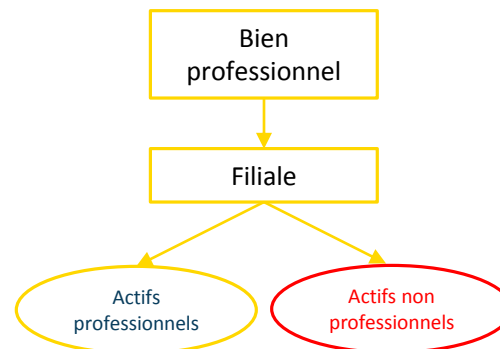 Bien
professionnel
Filiale
Actifs
professionnels
Actifs non
professionnels